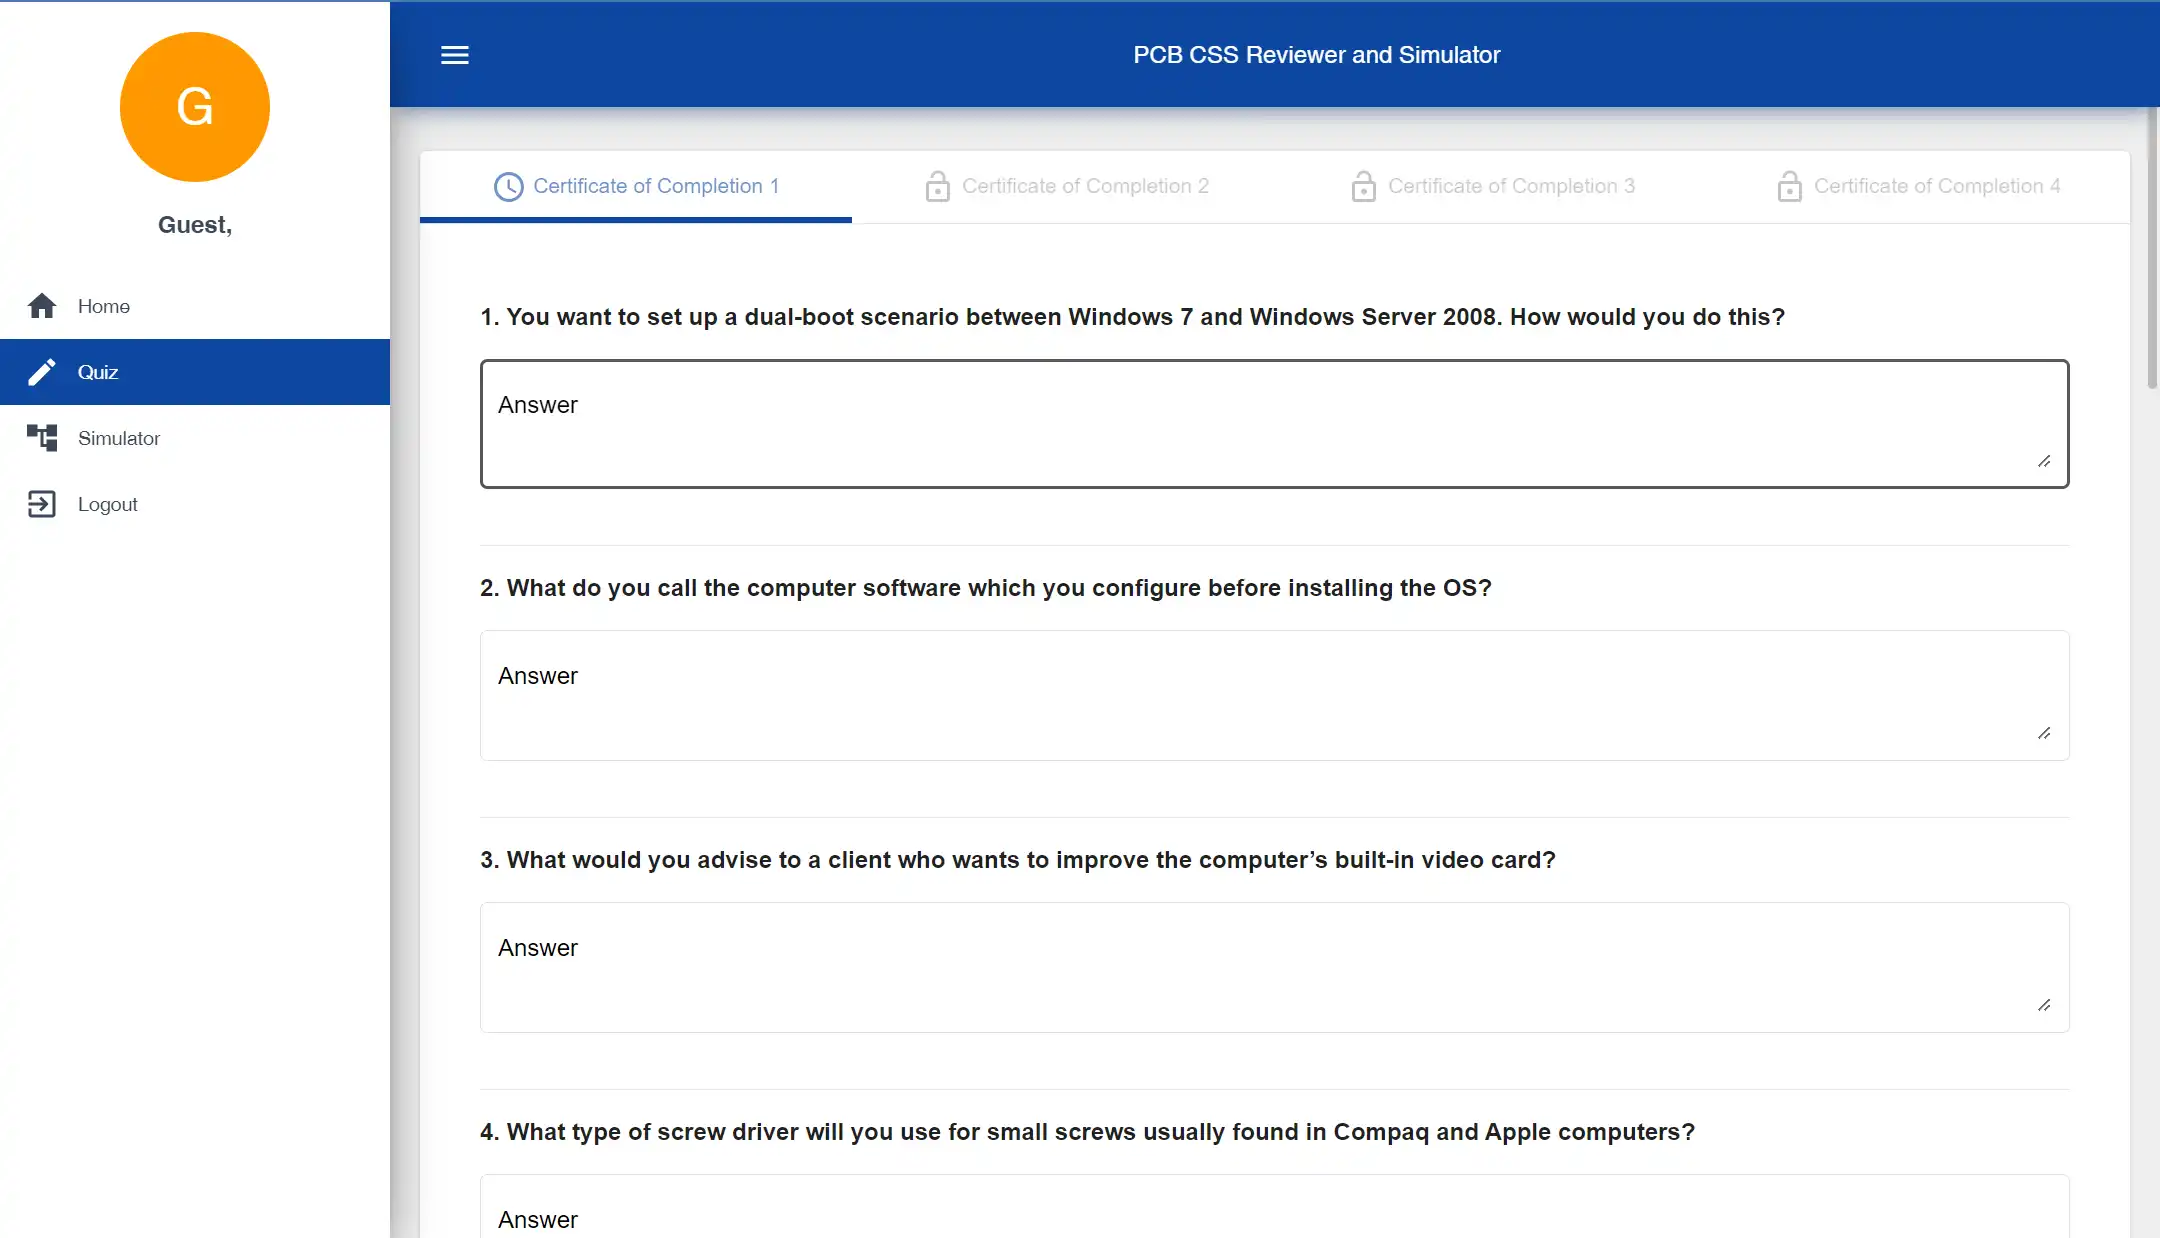 G
Guest,
Home
Quiz
Simulator
Logout
PCB CSS Reviewer and Simulator
Certificate of Completion 1
Certificate of Completion 2
Certificate of Completion 3
Certificate of Completion 4
1. You want to set up a dual-boot scenario between Windows 7 and Windows Server 2008. How would you do this?
Answer
2. What do you call the computer software which you configure before installing the OS?
Answer
3. What would you advise to a client who wants to improve the computer’s built-in video card?
Answer
4. What type of screw driver will you use for small screws usually found in Compaq and Apple computers?
Answer